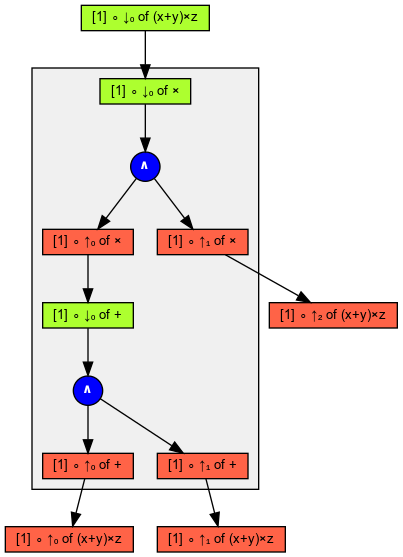 [1] ∘ ↓₀ of (x+y)×z
[1] ∘ ↓₀ of ×
∧
[1] ∘ ↑₀ of ×
[1] ∘ ↑₁ of ×
[1] ∘ ↓₀ of +
[1] ∘ ↑₂ of (x+y)×z
∧
[1] ∘ ↑₀ of +
[1] ∘ ↑₁ of +
[1] ∘ ↑₀ of (x+y)×z
[1] ∘ ↑₁ of (x+y)×z